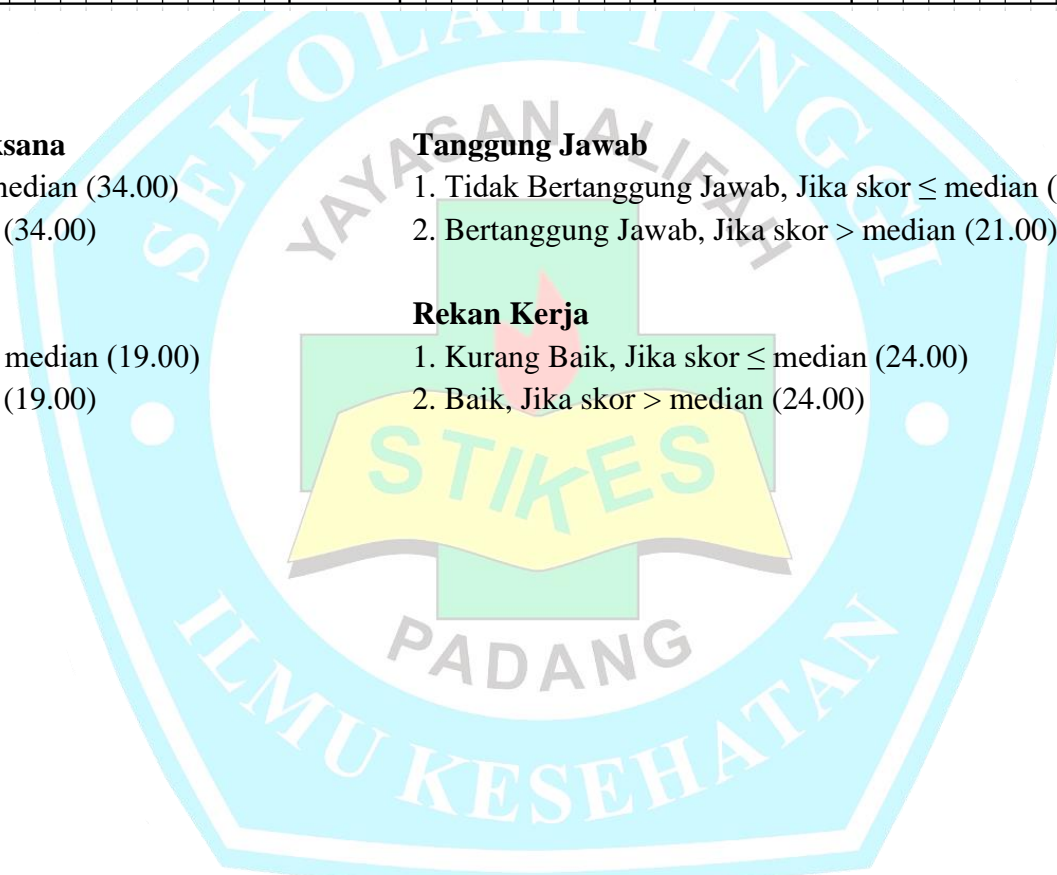 ksana
nedian (34.00)
(34.00)
median (19.00)
(19.00)
Tanggung Jawab
1. Tidak Bertanggung Jawab, Jika skor ≤ median (
2. Bertanggung Jawab, Jika skor > median (21.00)
Rekan Kerja
1. Kurang Baik, Jika skor ≤ median (24.00)
2. Baik, Jika skor > median (24.00)
SEKOLAH TINGGI
YAYASAN ALIFAH
STIKES
PADANG
ILMU KESEHATAN